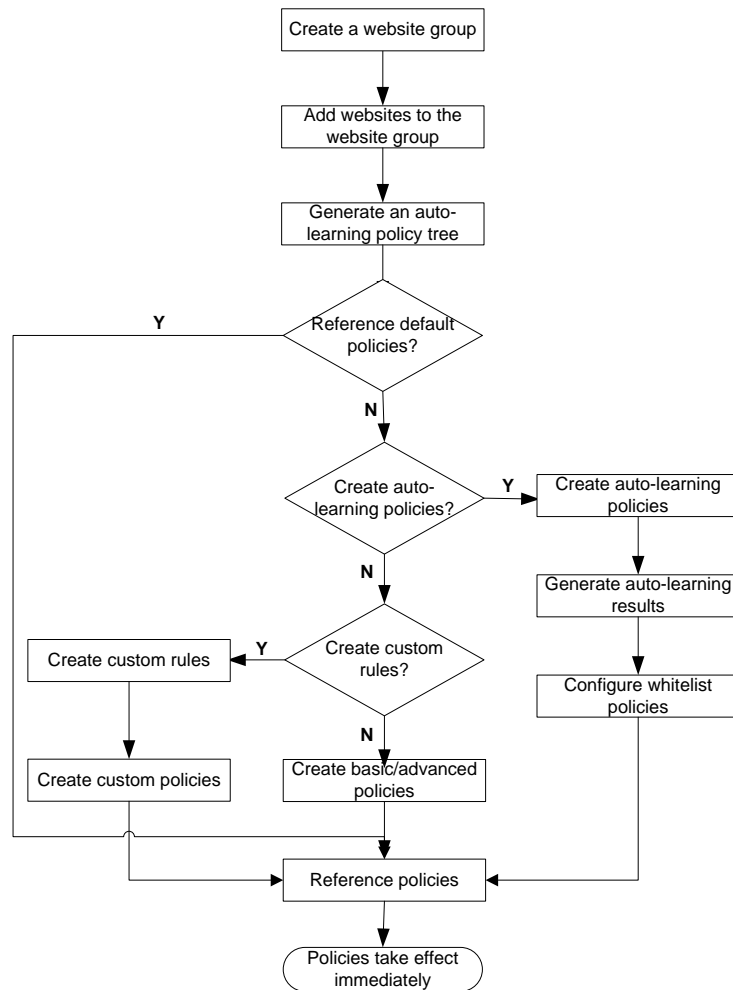 Create a website group
Add websites to the
website group
Generate an auto-
learning policy tree
Y
Reference default
policies?
N
Create auto-
learning policies?
Y
Create auto-learning
policies
N
Generate auto-learning
results
Create custom rules
Y
Create custom
rules?
Configure whitelist
policies
N
Create custom policies
Create basic/advanced
policies
Reference policies
Policies take effect
immediately